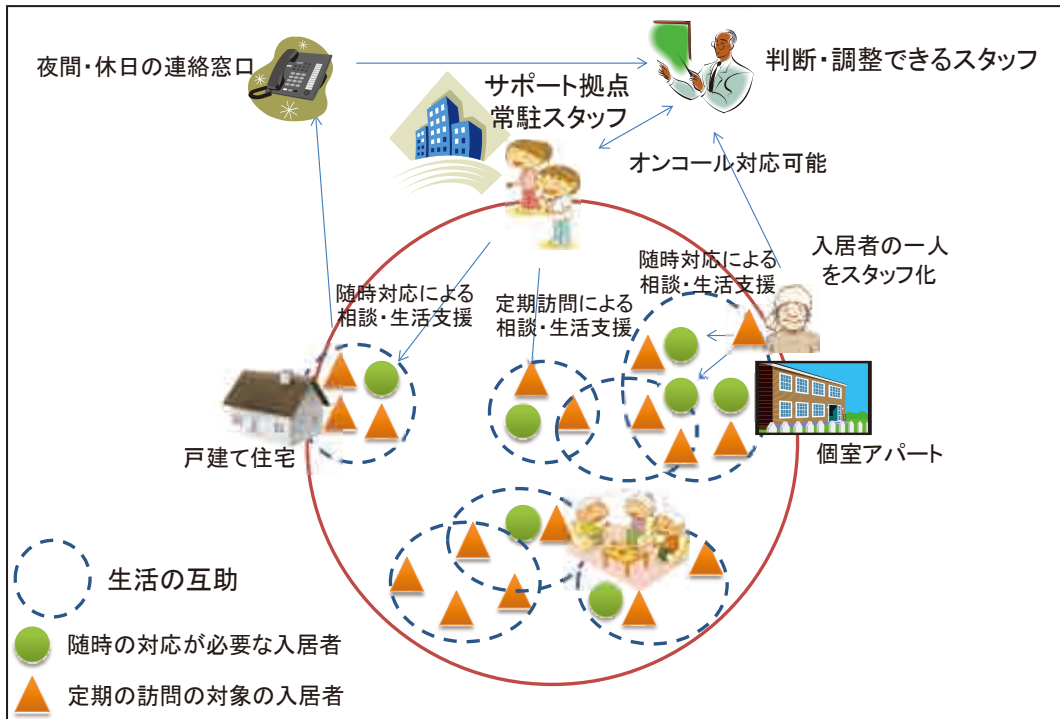 夜間・休日の連絡窓口
判断・調整できるスタッフ
サポート拠点
常駐スタッフ
オンコール対応可能
入居者の一人
をスタッフ化
随時対応による
相談・生活支援
定期訪問による
相談・生活支援
随時対応による
相談・生活支援
戸建て住宅
個室アパート
生活の互助
随時の対応が必要な入居者
定期の訪問の対象の入居者